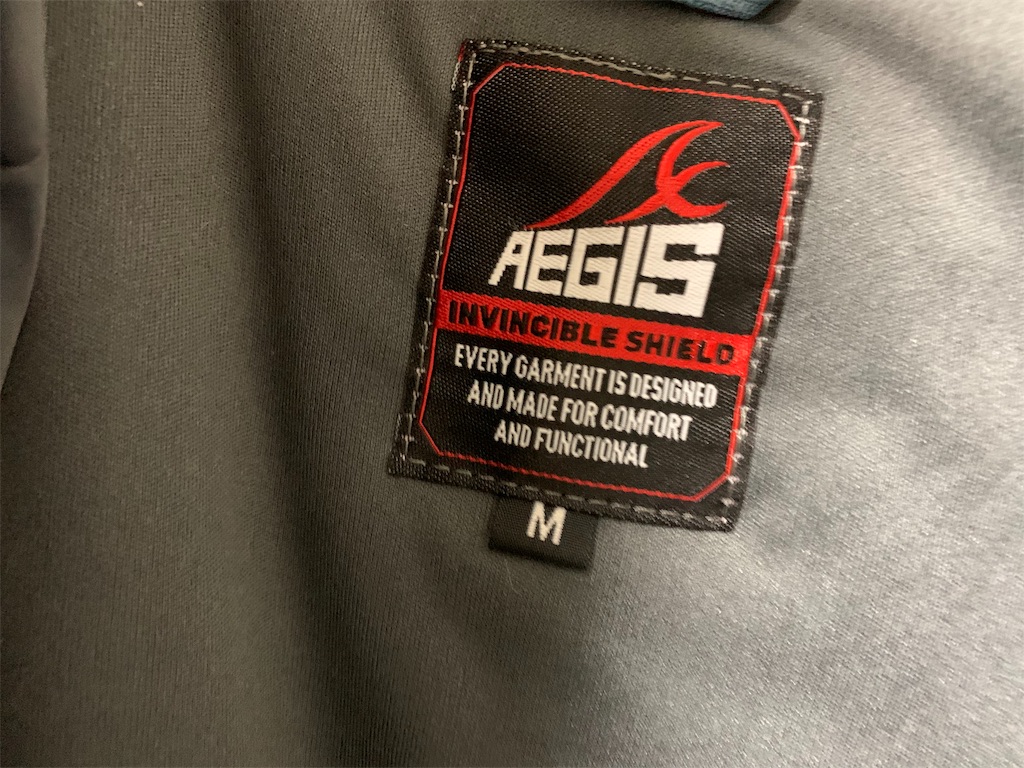 AEGIS
INVINCIBLE SHIELD
EVERY GARMENT IS DESIGNED
AND MADE FOR COMFORT
AND FUNCTIONAL
M